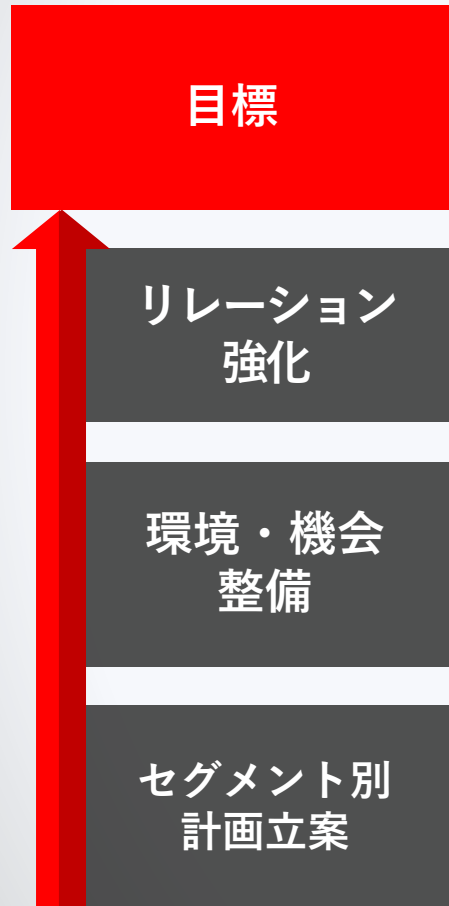 目標
リレーション
強化
環境・機会
整備
セグメント別
計画立案